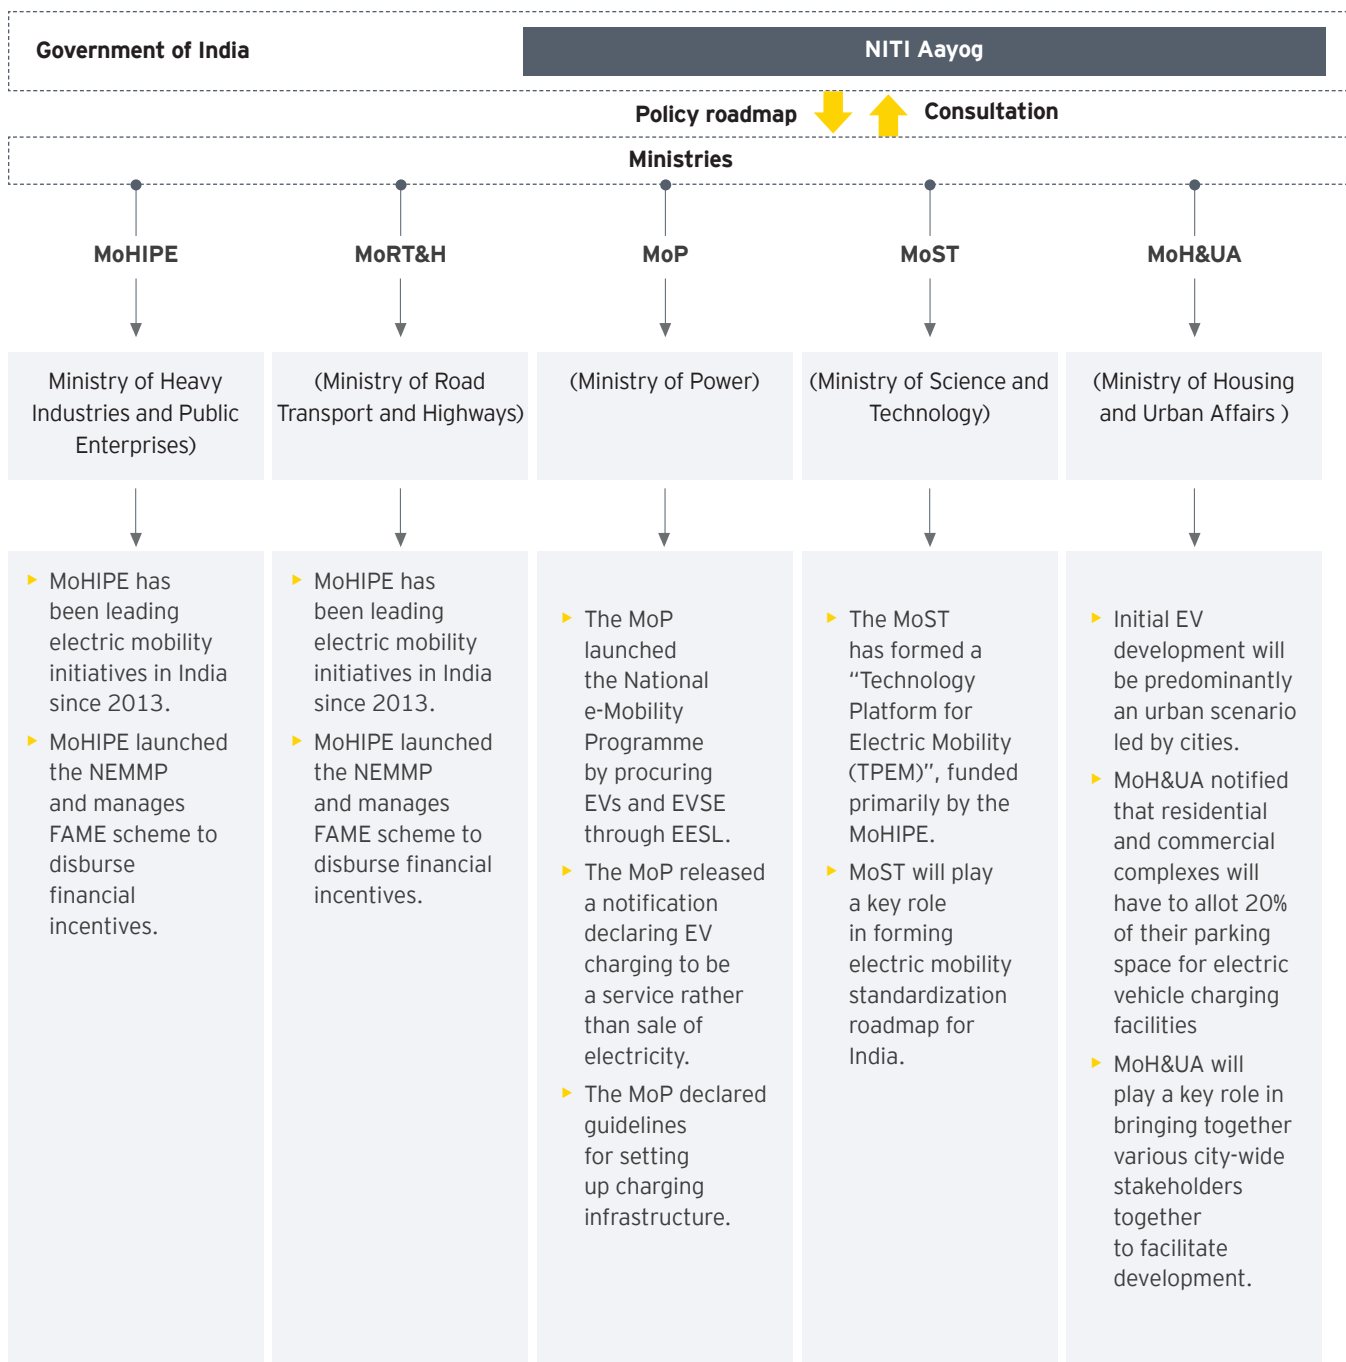 Government of India
NITI Aayog
Policy roadmap
Consultation
Ministries
MoHIPE
MoRT&H
MoP
MoST
MoH&UA
Ministry of Heavy
Industries and Public
Enterprises)
(Ministry of Road
Transport and Highways)
(Ministry of Power)
(Ministry of Science and
Technology)
(Ministry of Housing
and Urban Affairs )
MoHIPE has
been leading
electric mobility
initiatives in India
since 2013.
MoHIPE launched
the NEMMP
and manages
FAME scheme to
disburse
financial
incentives.
MoHIPE has
been leading
electric mobility
initiatives in India
since 2013.
MoHIPE launched
the NEMMP
and manages
FAME scheme to
disburse financial
incentives.
The MoP
launched
the National
e-Mobility
Programme
by procuring
EVs and EVSE
through EESL.
The MoP released
a notification
declaring EV
charging to be
a service rather
than sale of
electricity.
The MoP declared
guidelines
for setting
up charging
infrastructure.
The MoST
has formed a
“Technology
Platform for
Electric Mobility
(TPEM)”, funded
primarily by the
MoHIPE.
MoST will play
a key role
in forming
electric mobility
standardization
roadmap for
India.
Initial EV
development will
be predominantly
an urban scenario
led by cities.
MoH&UA notified
that residential
and commercial
complexes will
have to allot 20%
of their parking
space for electric
vehicle charging
facilities
MoH&UA will
play a key role in
bringing together
various city-wide
stakeholders
together
to facilitate
development.